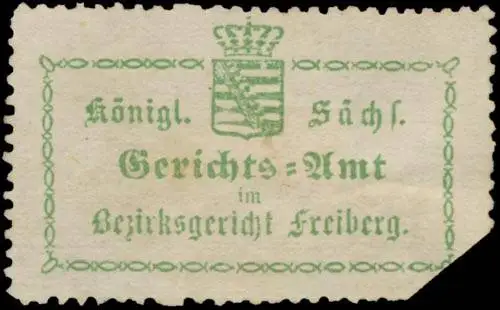 Königl. Sächs.
Gerichts=Amt
im
Bezirksgericht Freiberg.